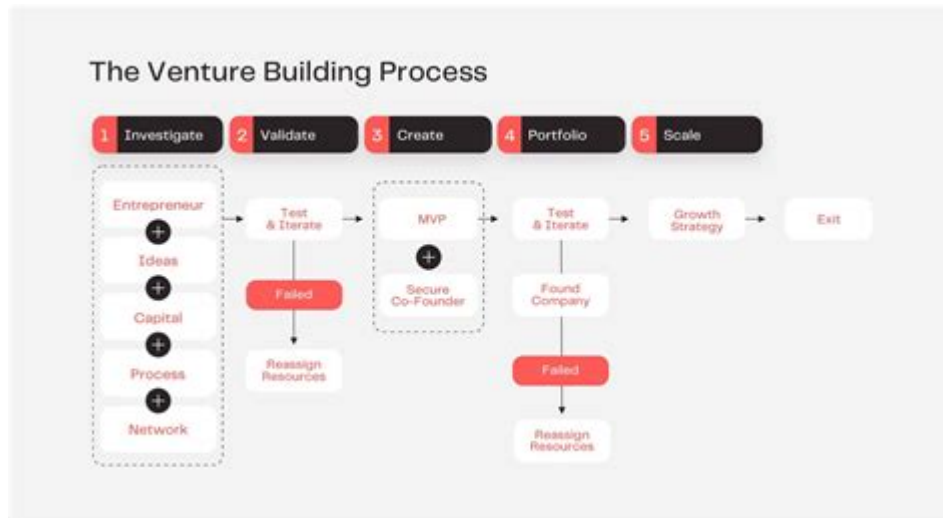 The Venture Building Process
1 Investigate
2 Validate
3 Create
4 Portfolio
5 Scale
Entrepreneur
+
Ideas
+
Capital
+
Process
+
Network
Test
& Iterate
Failed
Reassign
Resources
MVP
+
Secure
Co-Founder
Test
& Iterate
Found
Company
Failed
Reassign
Resources
Growth
Strategy
Exit